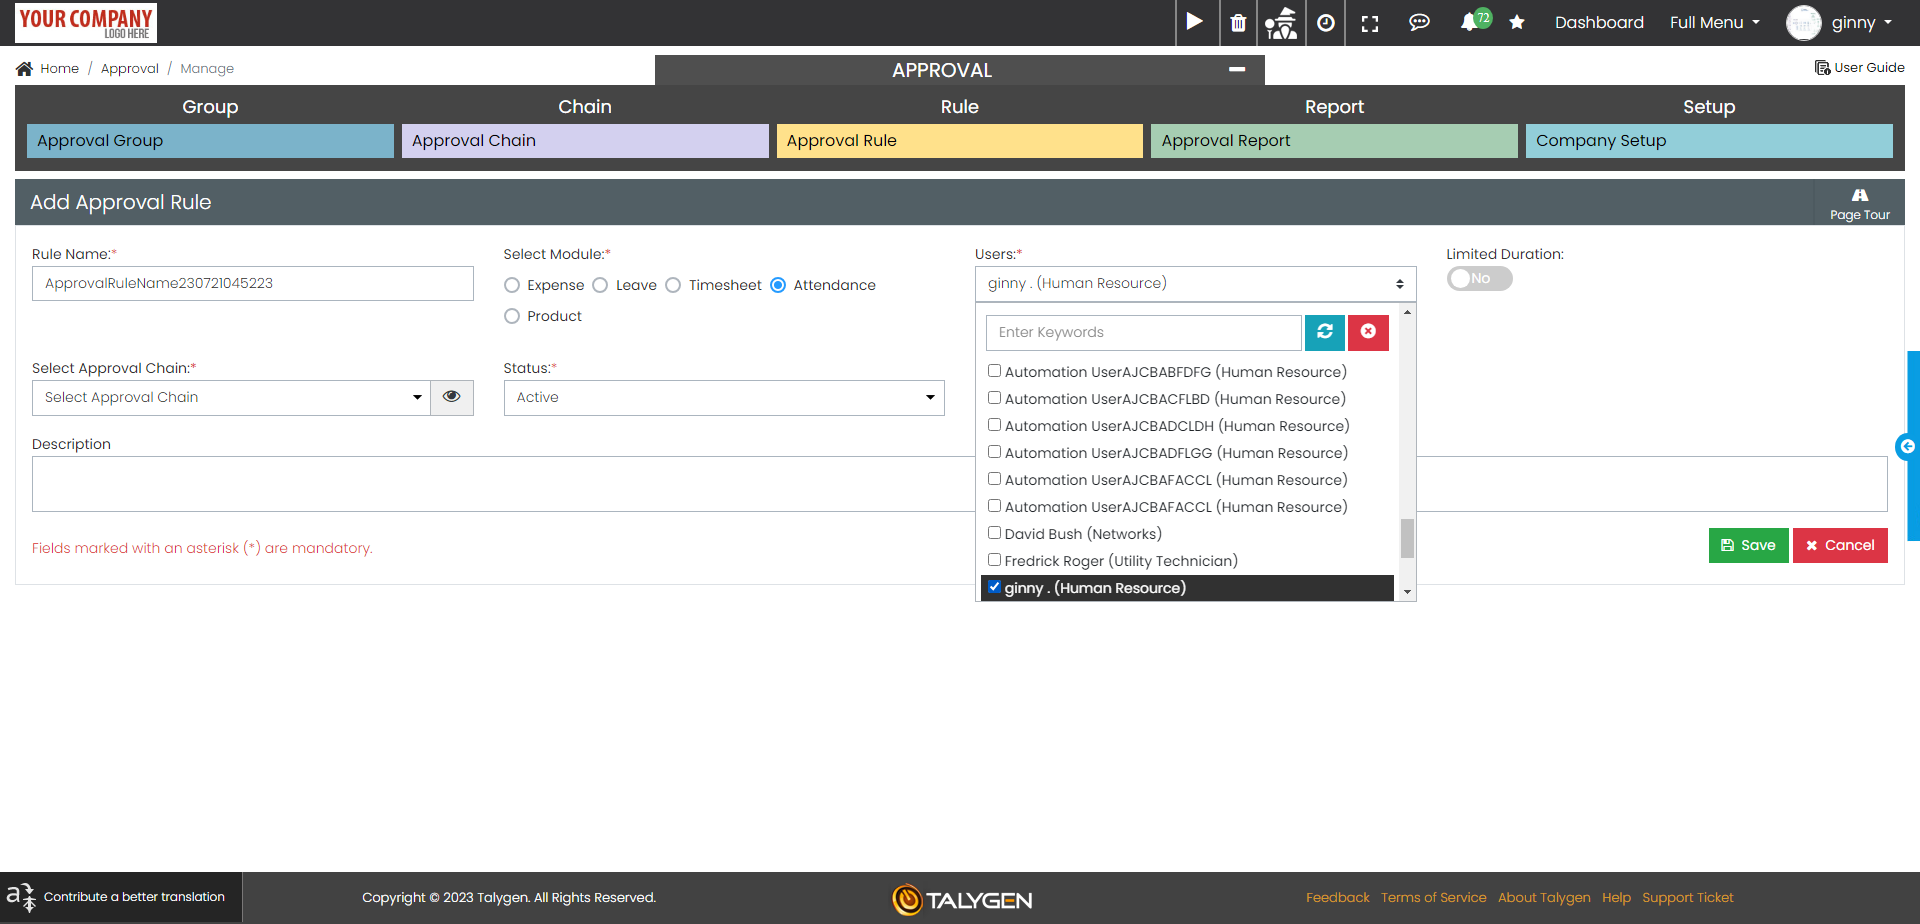 YOUR COMPANY
LOGO HERE
72
Dashboard
Full Menu
ginny
Home / Approval / Manage
APPROVAL
User Guide
Group
Chain
Rule
Report
Setup
Approval Group
Approval Chain
Approval Rule
Approval Report
Company Setup
Add Approval Rule
Page Tour
Rule Name:*
ApprovalRuleName230721045223
Select Module:*
Expense
Leave
Timesheet
Attendance
Product
Users:*
ginny . (Human Resource)
Limited Duration:
No
Enter Keywords
Automation UserAJCBABFDFG (Human Resource)
Automation UserAJCBACFLBD (Human Resource)
Automation UserAJCBADCLDH (Human Resource)
Automation UserAJCBADFLGG (Human Resource)
Automation UserAJCBAFACCL (Human Resource)
Automation UserAJCBAFACCL (Human Resource)
David Bush (Networks)
Fredrick Roger (Utility Technician)
ginny . (Human Resource)
Select Approval Chain:*
Select Approval Chain
Status:*
Active
Description
Fields marked with an asterisk (*) are mandatory.
Save
Cancel
Contribute a better translation
Copyright © 2023 Talygen. All Rights Reserved.
TALYGEN
Feedback
Terms of Service
About Talygen
Help
Support Ticket